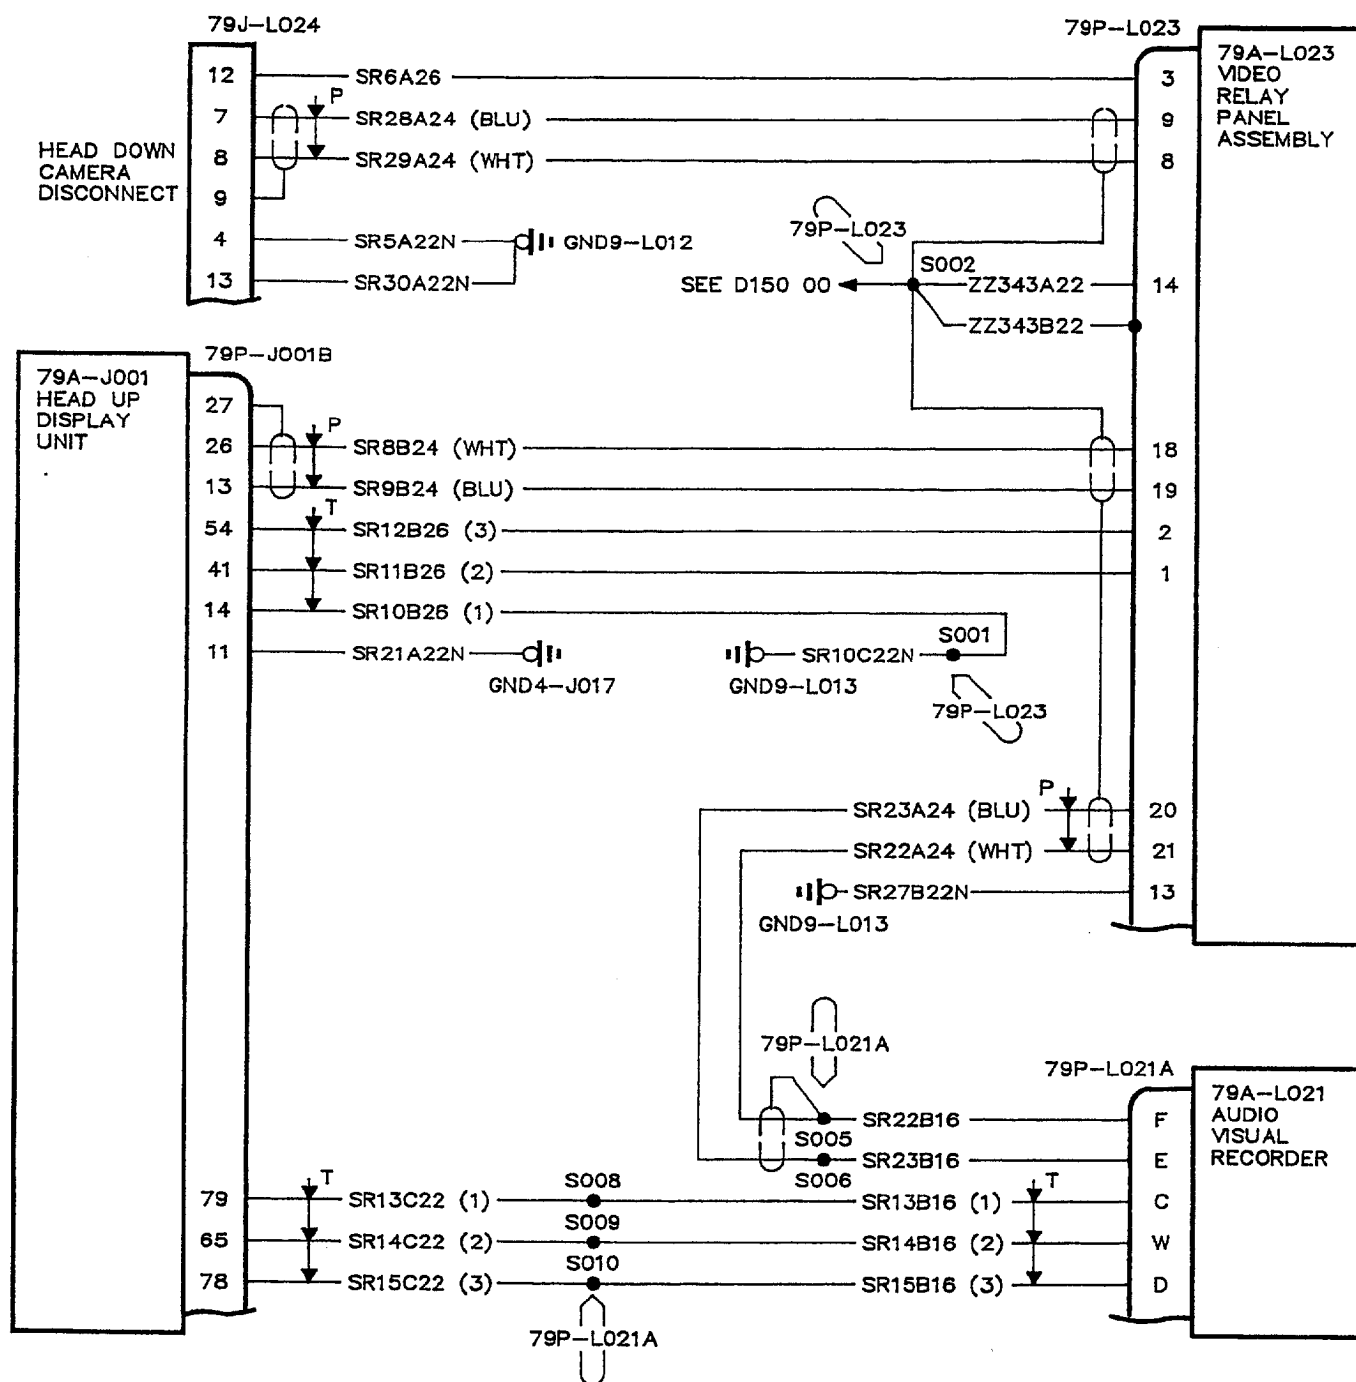 79J-L024
79P-L023
12 SR6A26 3
79A-L023
VIDEO
RELAY
PANEL
ASSEMBLY
P
7 SR28A24 (BLU) 9
HEAD DOWN
CAMERA
DISCONNECT
8 SR29A24 (WHT) 8
9
79P-L023
4 SR5A22N GND9-L012
S002
13 SR30A22N
SEE D150 00 ZZ343A22 14
ZZ343B22
79P-J001B
79A-J001
HEAD UP
DISPLAY
UNIT
27
P
26 SR8B24 (WHT) 18
13 SR9B24 (BLU) 19
T
54 SR12B26 (3) 2
41 SR11B26 (2) 1
14 SR10B26 (1)
S001
11 SR21A22N
SR10C22N
GND4-J017
GND9-L013
79P-L023
P
SR23A24 (BLU) 20
SR22A24 (WHT) 21
SR27B22N 13
GND9-L013
79P-L021A
79P-L021A
79A-L021
AUDIO
VISUAL
RECORDER
SR22B16 F
S005
SR23B16 E
S006
T
S008
T
79 SR13C22 (1) SR13B16 (1) C
S009
65 SR14C22 (2) SR14B16 (2) W
S010
78 SR15C22 (3) SR15B16 (3) D
79P-L021A